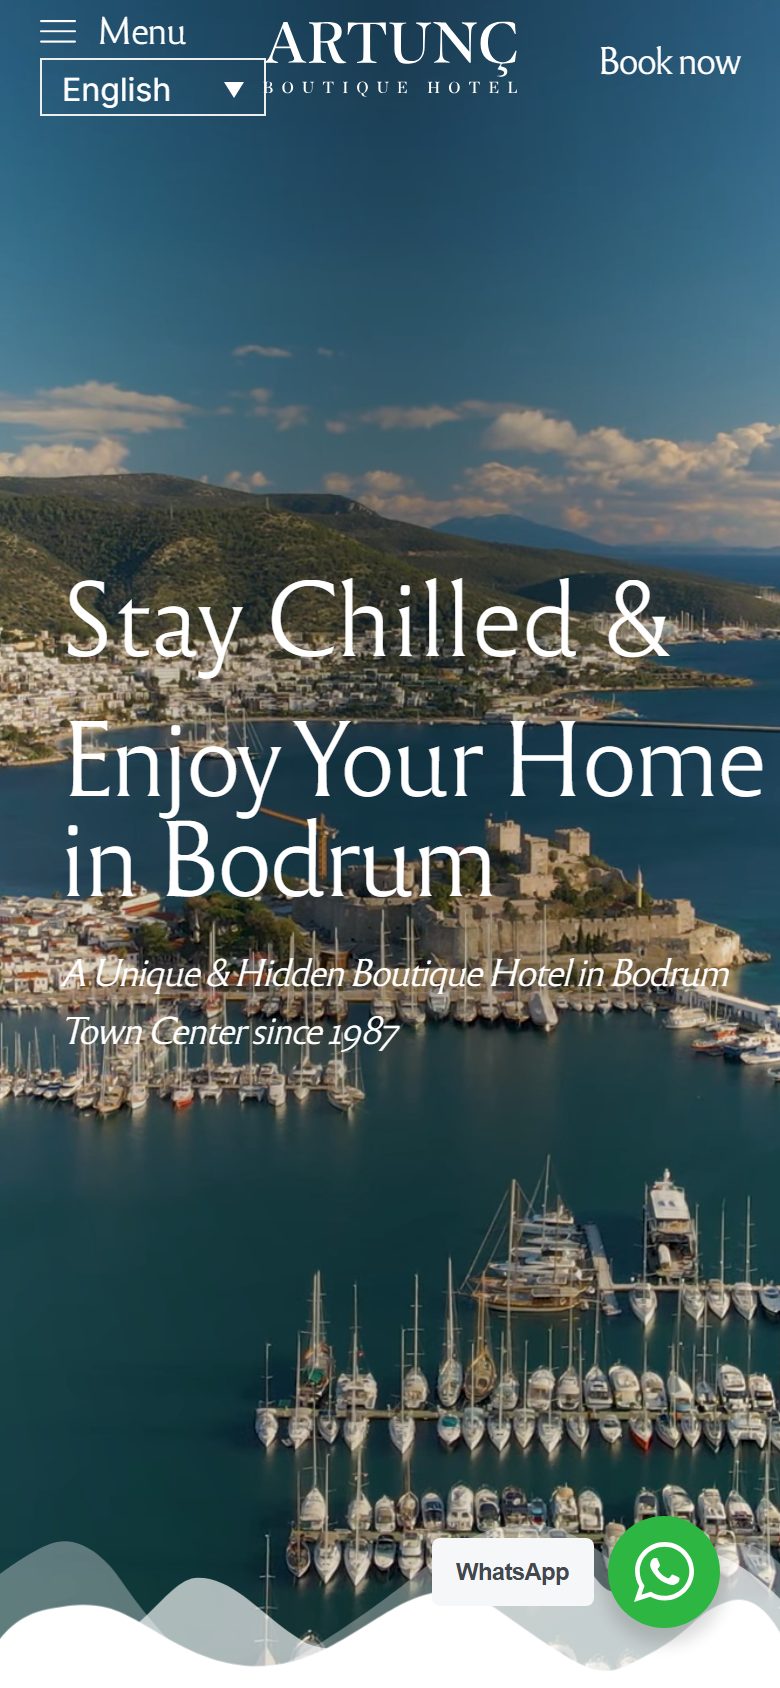 Menu
English
ARTUNÇ
BOUTIQUE HOTEL
Book now
Stay Chilled &
Enjoy Your Home
in Bodrum
A Unique & Hidden Boutique Hotel in Bodrum
Town Center since 1987
WhatsApp